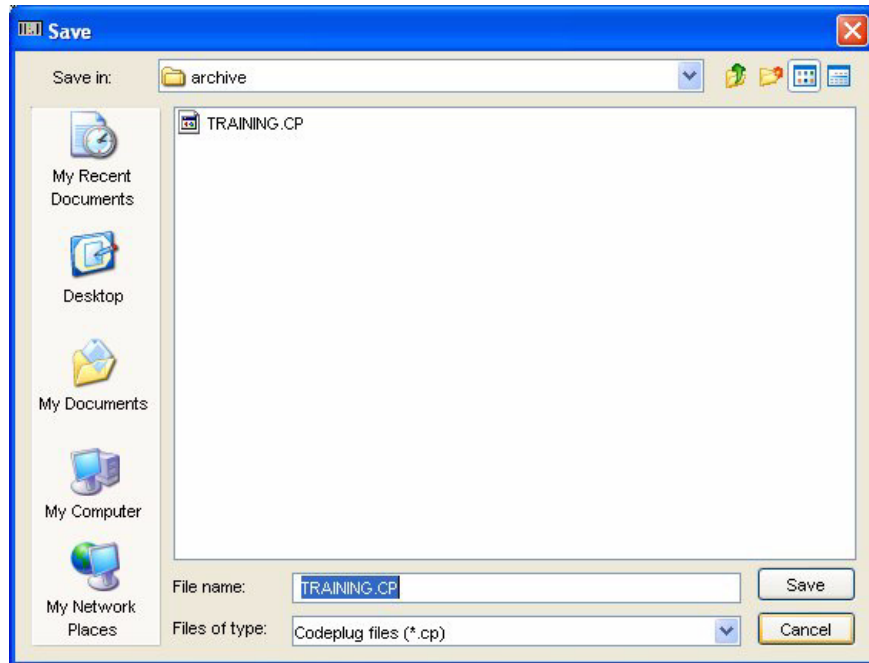 Save
Save in:
archive
TRAINING.CP
My Recent
Documents
Desktop
My Documents
My Computer
My Network
Places
File name:
TRAINING.CP
Save
Files of type:
Codeplug files (*.cp)
Cancel